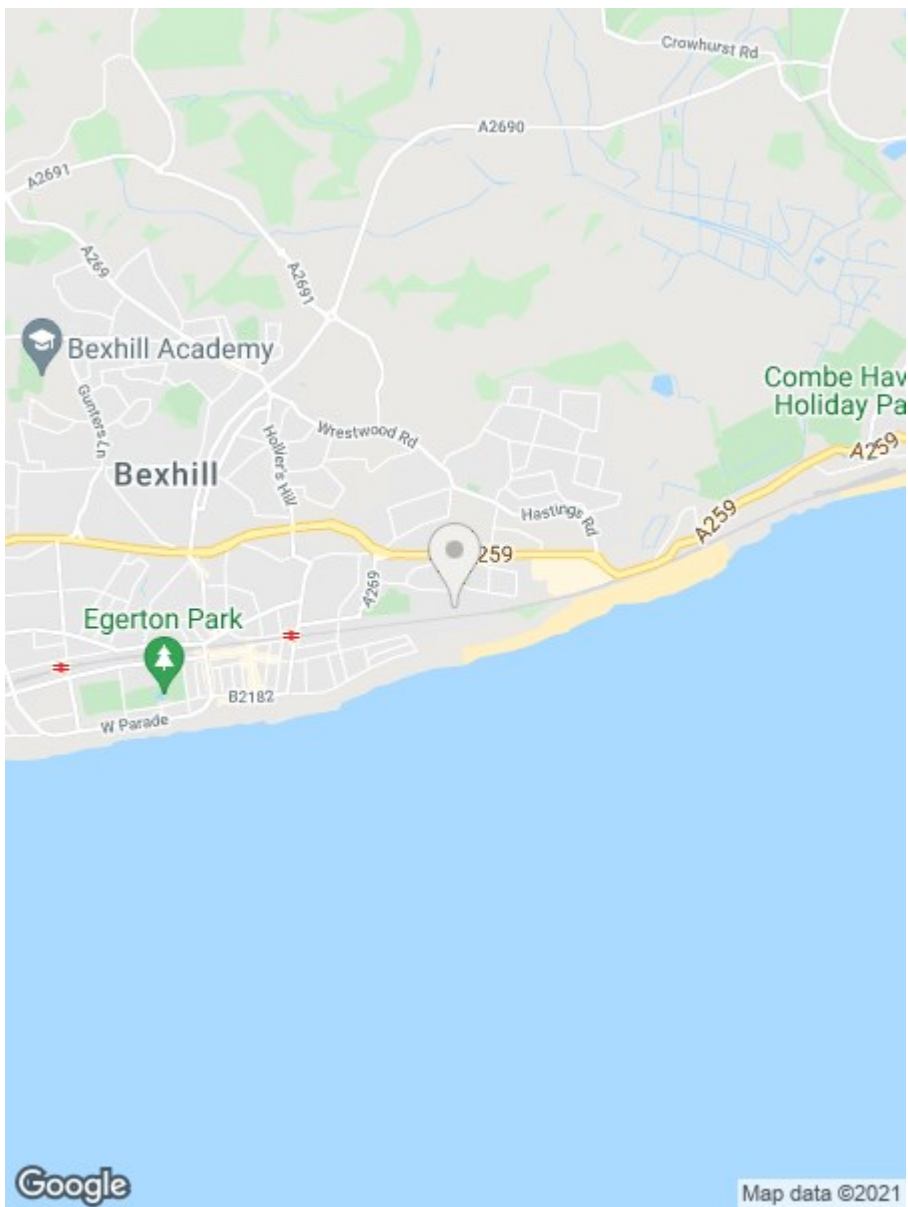 Crowhurst Rd
A2690
A2691
A269
A2691
Bexhill Academy
Gunters Ln
Combe Hav
Holiday Pa
Wrestwood Rd
Holliers Hill
Bexhill
A259
Hastings Rd
A259
259
A269
Egerton Park
B2182
W Parade
Google
Map data ©2021